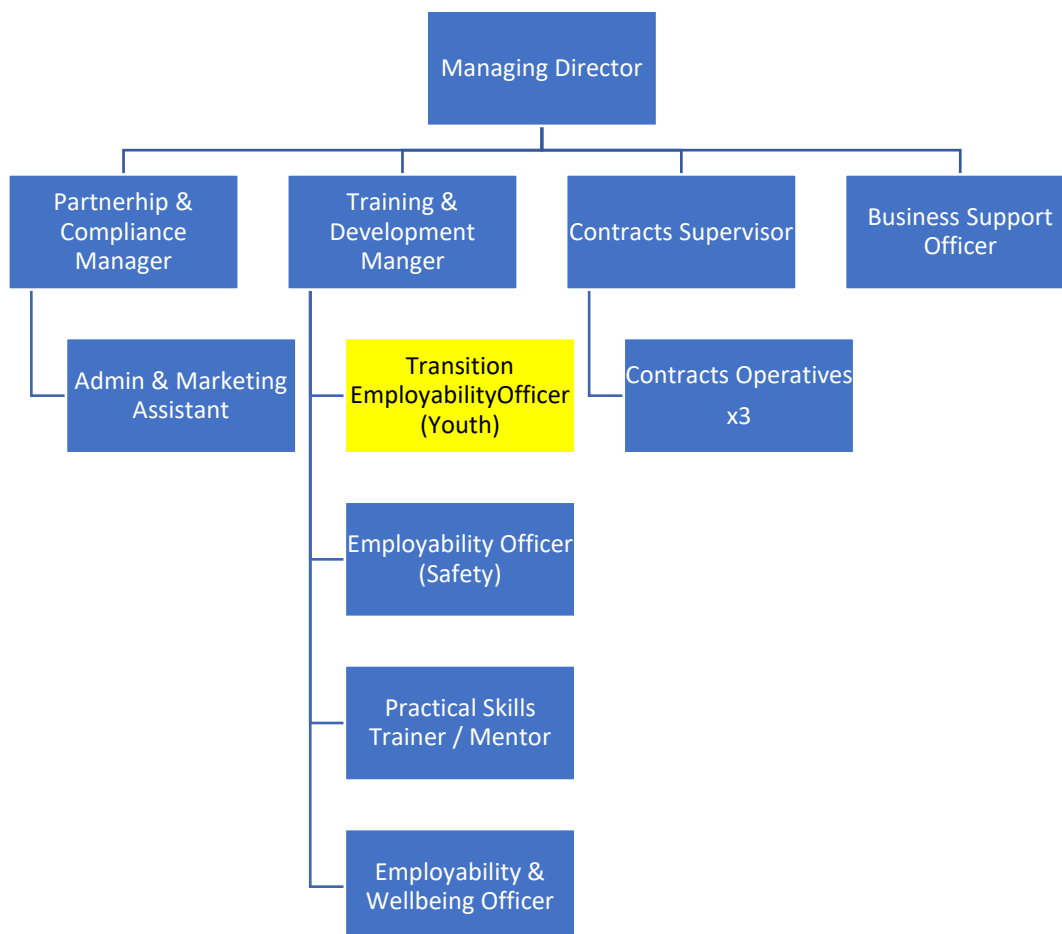 Managing Director
Partnerhip &
Compliance
Manager
Training &
Development
Manger
Contracts Supervisor
Business Support
Officer
Admin & Marketing
Assistant
Transition
EmployabilityOfficer
(Youth)
Contracts Operatives
x3
Employability Officer
(Safety)
Practical Skills
Trainer / Mentor
Employability &
Wellbeing Officer